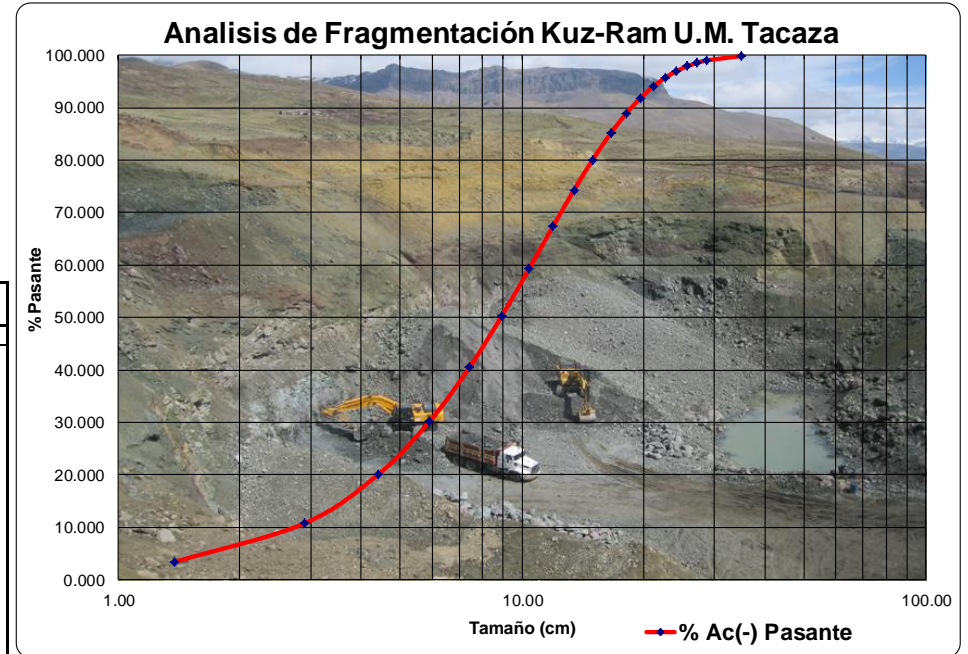 Analisis de Fragmentación Kuz-Ram U.M. Tacaza
100.000
90.000
80.000
70.000
60.000
50.000
40.000
30.000
20.000
10.000
0.000
% Pasante
1.00 10.00 100.00
Tamaño (cm)
% Ac(-) Pasante